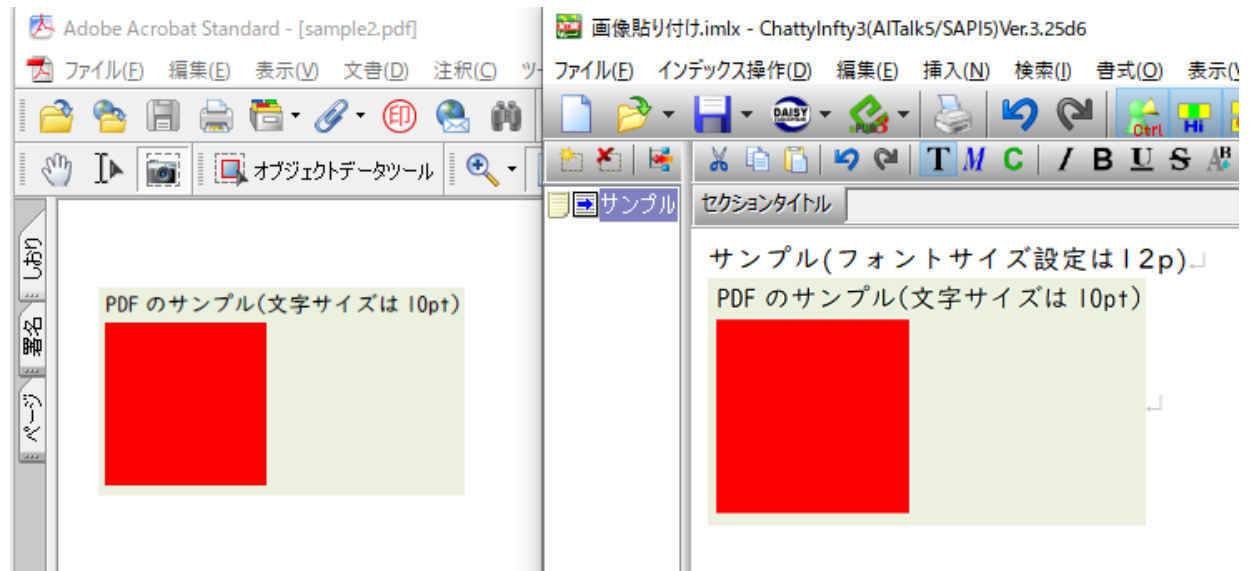 Adobe Acrobat Standard - [sample2.pdf]
ファイル(F) 編集(E) 表示(V) 文書(D) 注釈(C) ツ
印
オブジェクトデータツール
しおり
署名
ページ
PDF のサンプル(文字サイズは 10pt)
画像貼り付け.imlx - ChattyInfty3(AITalk5/SAPI5)Ver.3.25d6
ファイル(F) インデックス操作(D) 編集(E) 挿入(N) 検索(I) 書式(O) 表示(V
DAISY
Ctrl
Hi
T M C I B U S AB
サンプル
セクションタイトル
サンプル(フォントサイズ設定は12p)
PDF のサンプル(文字サイズは 10pt)